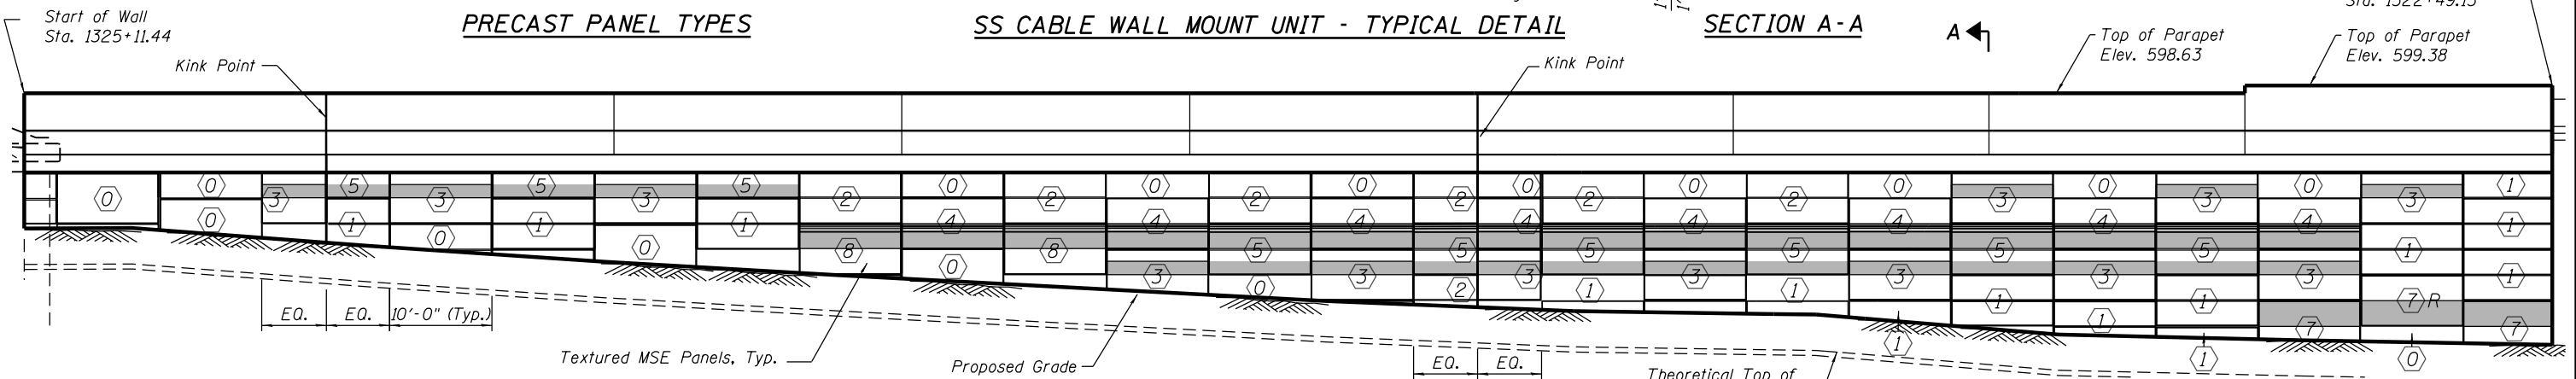 Start of Wall
Sta. 1325+11.44
PRECAST PANEL TYPES
SS CABLE WALL MOUNT UNIT - TYPICAL DETAIL
SECTION A-A
A
Sta. 1322+49.15
Top of Parapet
Elev. 598.63
Top of Parapet
Elev. 599.38
Kink Point
Kink Point
0 5 5 5 0 0 0 0 0 0 0 1
0 3 3 3 2 2 2 2 2 2 3 3 3
0 1 1 1 4 4 4 4 4 4 4 4 1
0 0 8 8 5 5 5 5 5 5 1
0 3 3 3 3 3 3 3 1
0 2 1 1 1 1 7 R
1 7 7
1 1 0
EQ. EQ. 10'-0" (Typ.)
Textured MSE Panels, Typ.
Proposed Grade
EQ. EQ.
Theoretical Top of